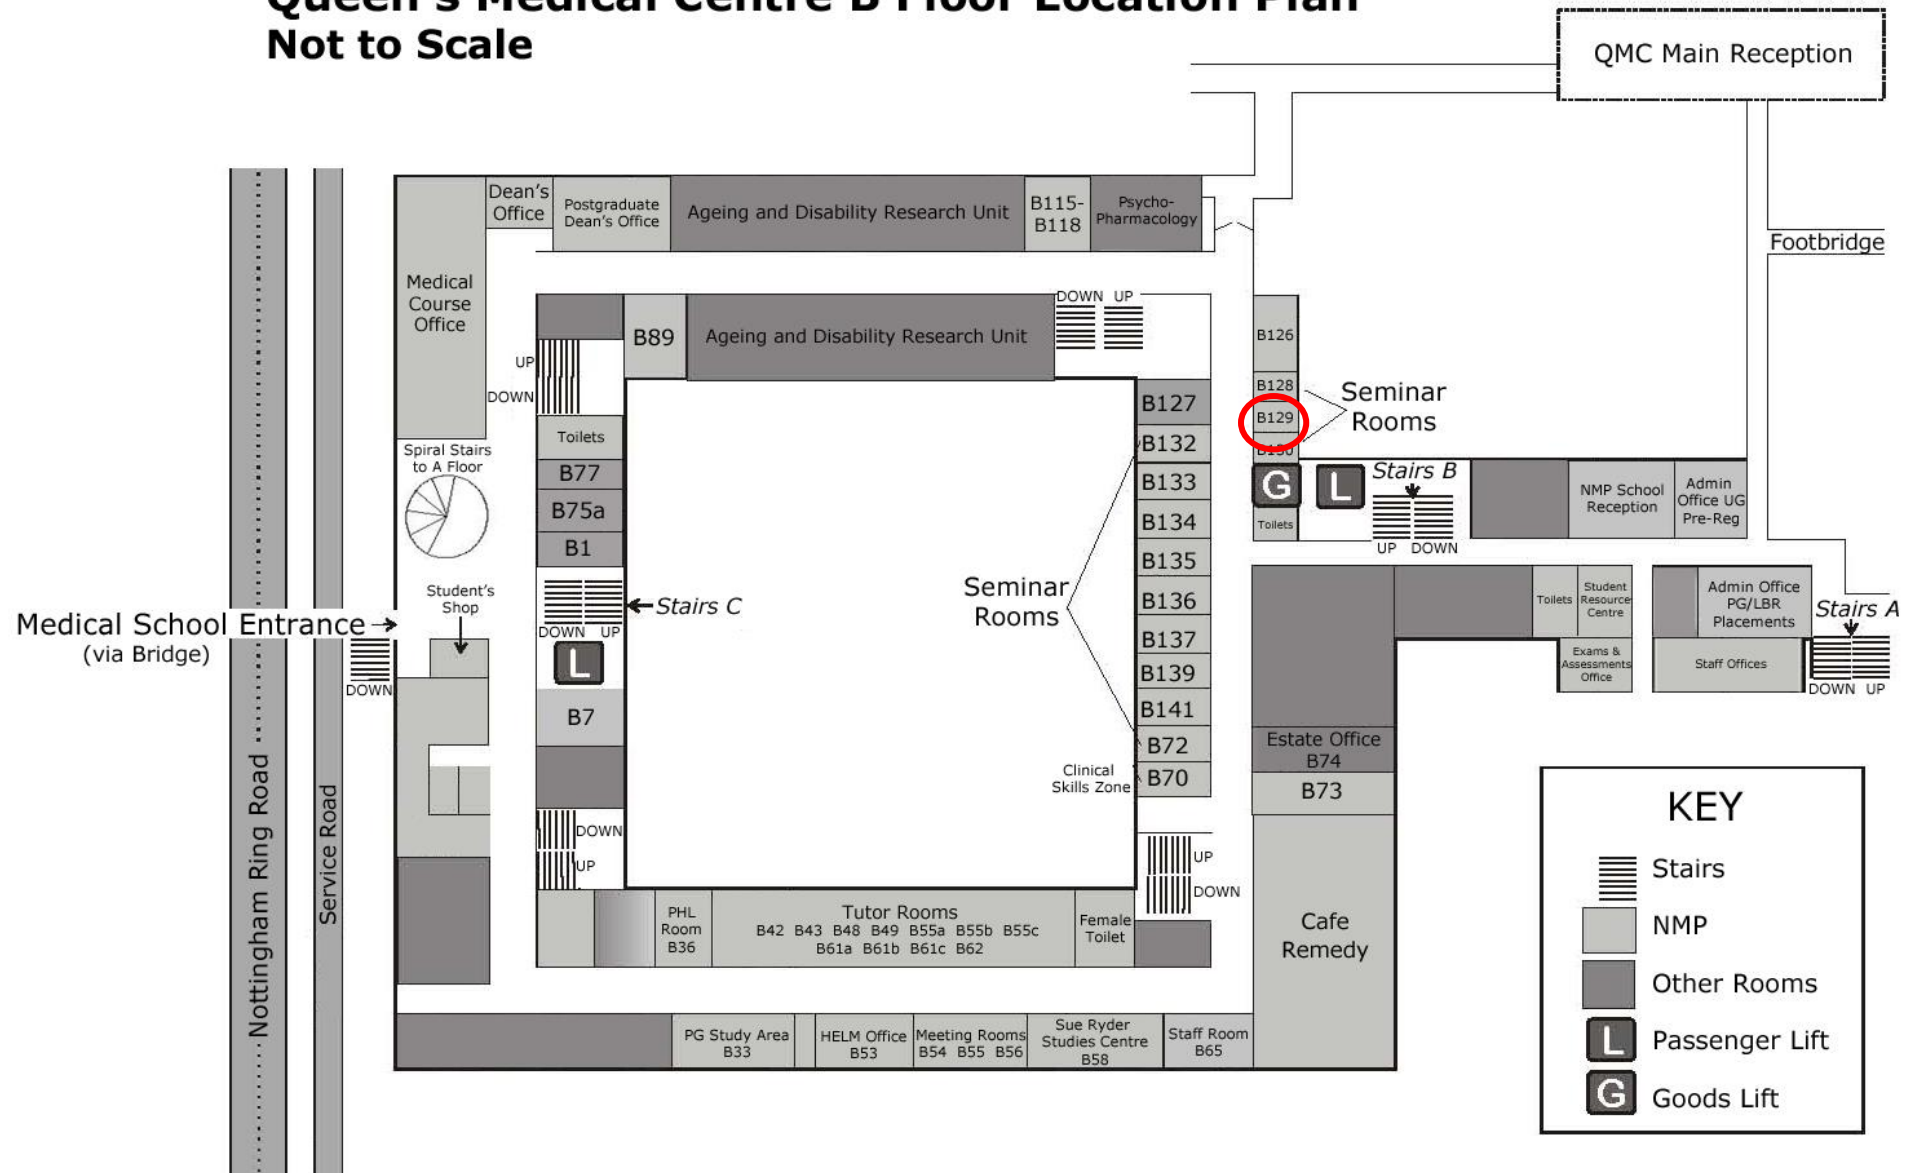 Queen's Medical Centre B Floor Location Plan
Not to Scale
QMC Main Reception
Dean's
Office
Postgraduate
Dean's Office
Ageing and Disability Research Unit
B115-
B118
Psycho-
Pharmacology
Footbridge
Medical
Course
Office
B89
Ageing and Disability Research Unit
DOWN UP
B126
UP
DOWN
B128
B129
B130
Seminar
Rooms
B127
B132
B133
B134
B135
B136
B137
B139
B141
B72
B70
Toilets
B77
B75a
B1
Spiral Stairs
to A Floor
G
L
Stairs B
Toilets
UP DOWN
NMP School
Reception
Admin
Office UG
Pre-Reg
Student's
Shop
Medical School Entrance
(via Bridge)
DOWN
Stairs C
DOWN UP
L
B7
Seminar
Rooms
Clinical
Skills Zone
Toilets
Student
Resource
Centre
Exams &
Assessments
Office
Admin Office
PG/LBR
Placements
Staff Offices
Stairs A
DOWN UP
Estate Office
B74
B73
Cafe
Remedy
DOWN
UP
UP
DOWN
PHL
Room
B36
Tutor Rooms
B42 B43 B48 B49 B55a B55b B55c
B61a B61b B61c B62
Female
Toilet
PG Study Area
B33
HELM Office
B53
Meeting Rooms
B54 B55 B56
Sue Ryder
Studies Centre
B58
Staff Room
B65
Nottingham Ring Road
Service Road
KEY
Stairs
NMP
Other Rooms
L Passenger Lift
G Goods Lift